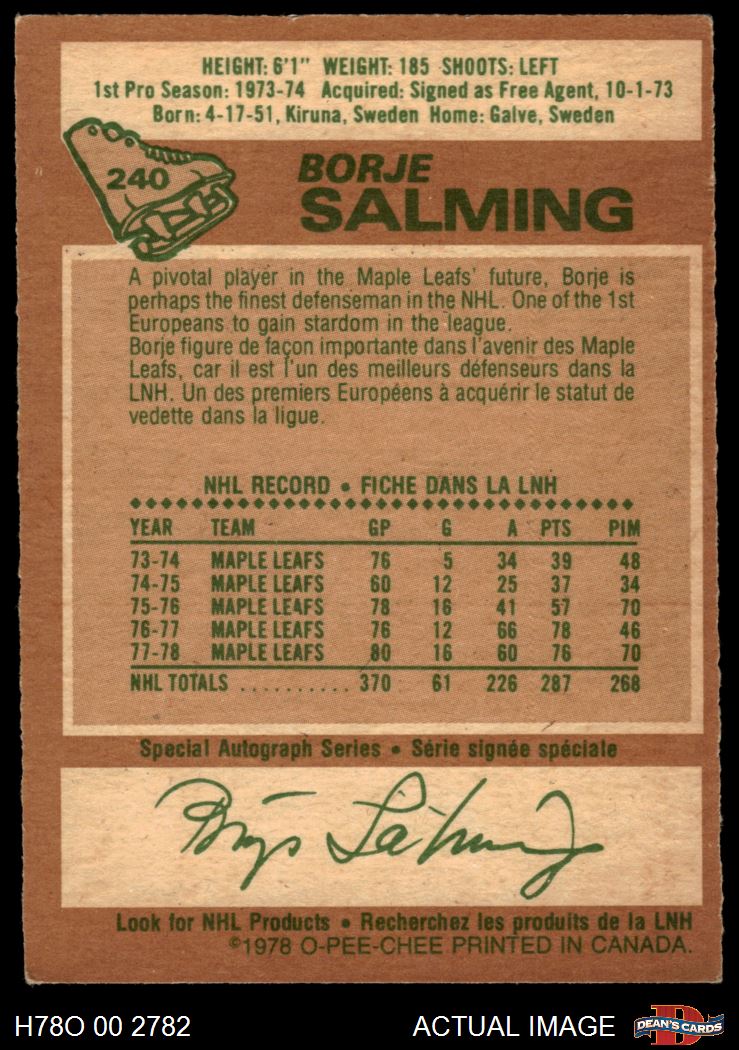 HEIGHT: 6'1" WEIGHT: 185 SHOOTS: LEFT
1st Pro Season: 1973-74 Acquired: Signed as Free Agent, 10-1-73
Born: 4-17-51, Kiruna, Sweden Home: Galve, Sweden
240
BORJE
SALMING
A pivotal player in the Maple Leafs' future, Borje is
perhaps the finest defenseman in the NHL. One of the 1st
Europeans to gain stardom in the league.
Borje figure de façon importante dans l'avenir des Maple
Leafs, car il est l'un des meilleurs défenseurs dans la
LNH. Un des premiers Européens à acquérir le statut de
vedette dans la ligue.
NHL RECORD • FICHE DANS LA LNH
YEAR TEAM GP G A PTS PIM
73-74 MAPLE LEAFS 76 5 34 39 48
74-75 MAPLE LEAFS 60 12 25 37 34
75-76 MAPLE LEAFS 78 16 41 57 70
76-77 MAPLE LEAFS 76 12 66 78 46
77-78 MAPLE LEAFS 80 16 60 76 70
NHL TOTALS .......... 370 61 226 287 268
Special Autograph Series • Série signée spéciale
Börje Salming
Look for NHL Products • Recherchez les produits de la LNH
©1978 O-PEE-CHEE PRINTED IN CANADA.
H78O 00 2782 ACTUAL IMAGE DEAN'S CARDS